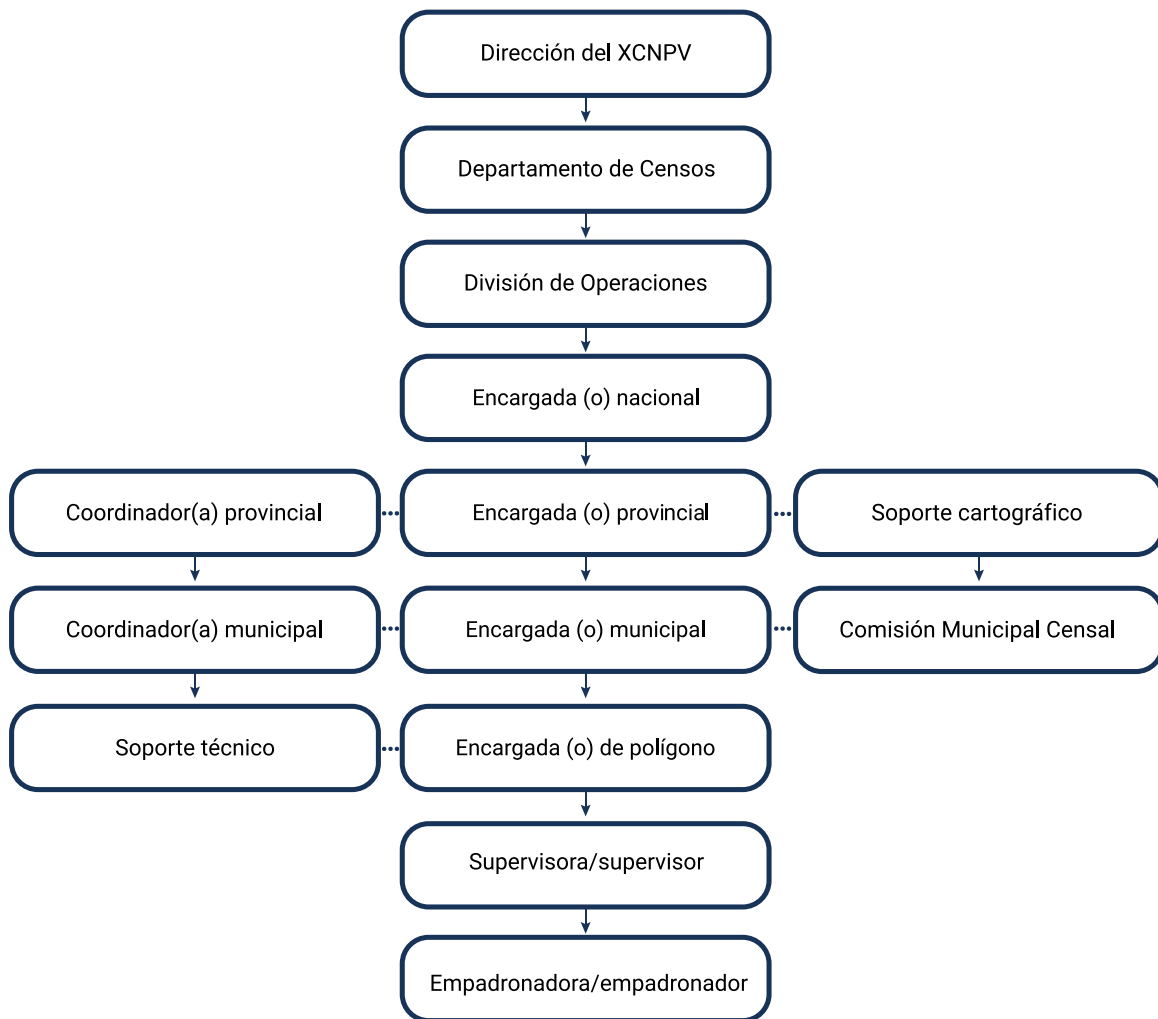 Dirección del XCNPV
Departamento de Censos
División de Operaciones
Encargada (o) nacional
Coordinador(a) provincial
Encargada (o) provincial
Soporte cartográfico
Coordinador(a) municipal
Encargada (o) municipal
Comisión Municipal Censal
Soporte técnico
Encargada (o) de polígono
Supervisora/supervisor
Empadronadora/empadronador